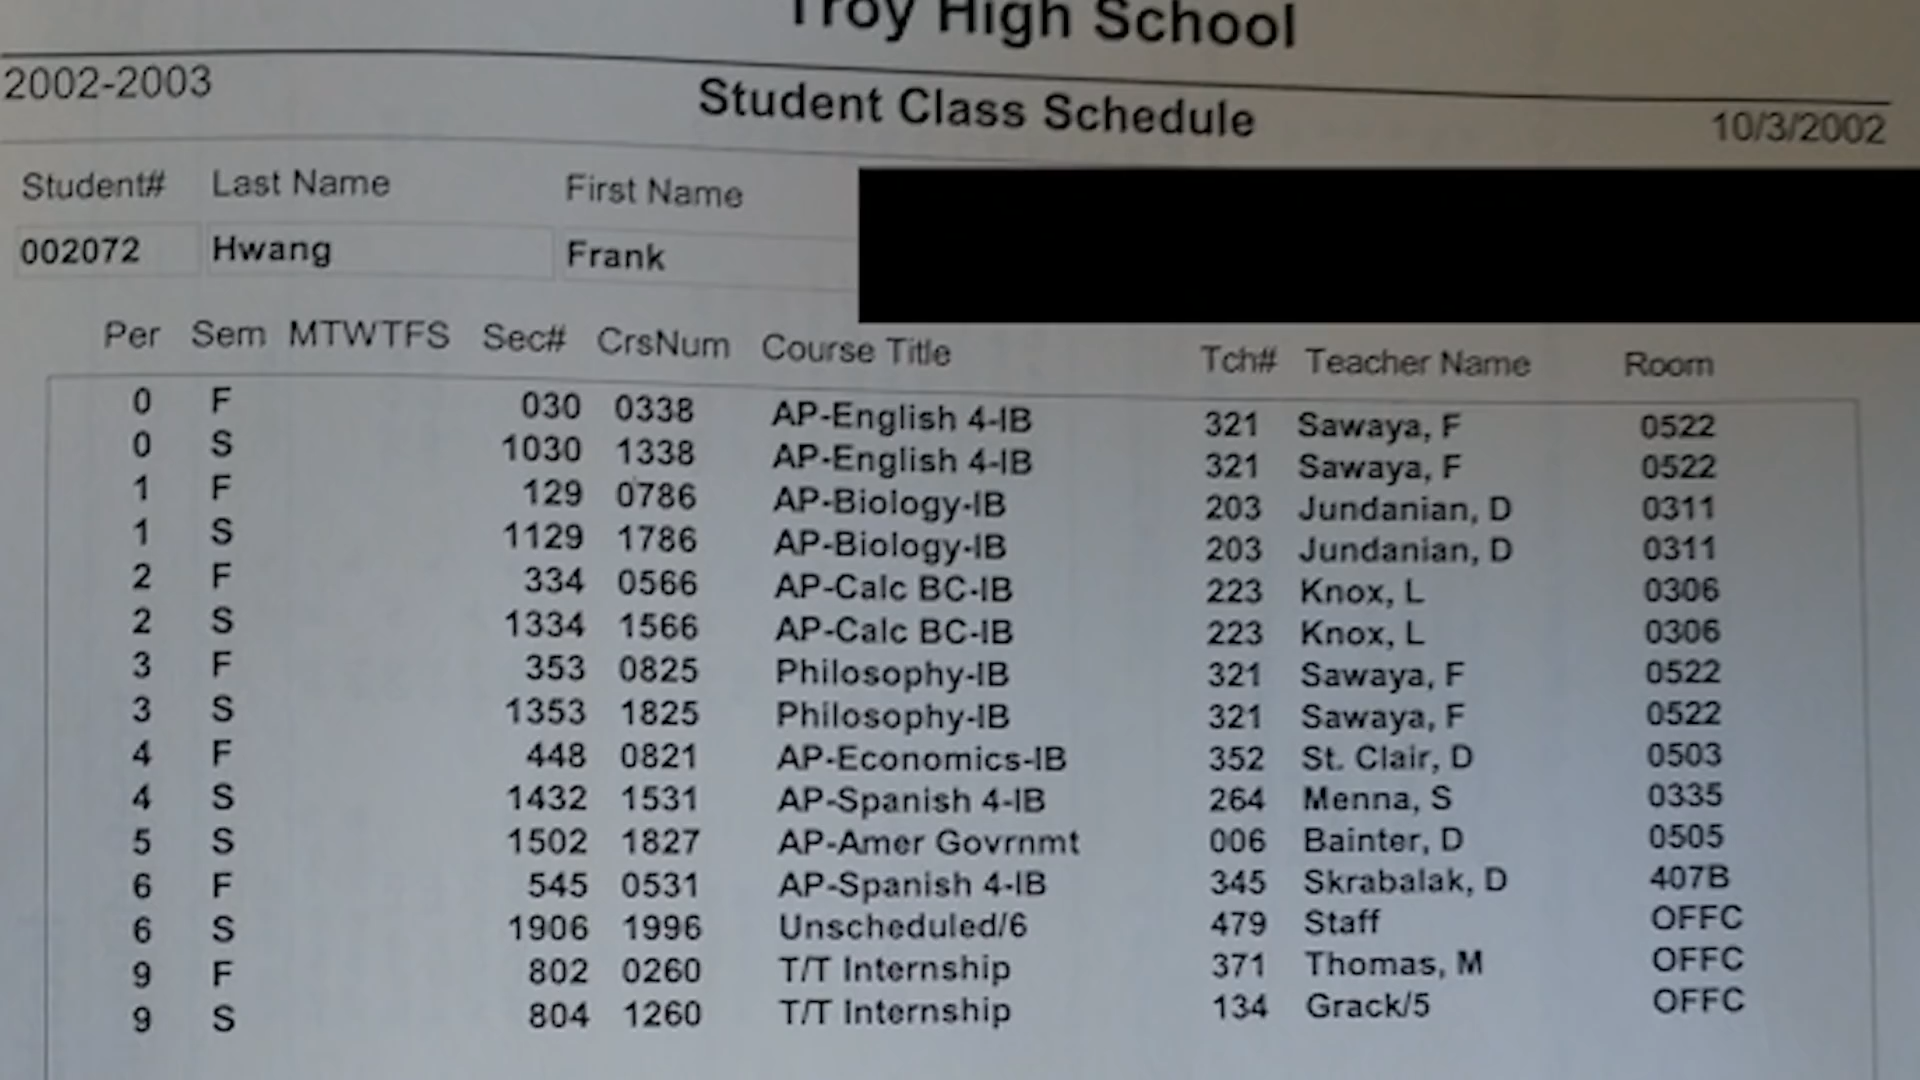 Troy High School
2002-2003 Student Class Schedule 10/3/2002
Student# Last Name First Name
002072 Hwang Frank
Per Sem MTWTFS Sec# CrsNum Course Title Tch# Teacher Name Room
0 F 030 0338 AP-English 4-IB 321 Sawaya, F 0522
0 S 1030 1338 AP-English 4-IB 321 Sawaya, F 0522
1 F 129 0786 AP-Biology-IB 203 Jundanian, D 0311
1 S 1129 1786 AP-Biology-IB 203 Jundanian, D 0311
2 F 334 0566 AP-Calc BC-IB 223 Knox, L 0306
2 S 1334 1566 AP-Calc BC-IB 223 Knox, L 0306
3 F 353 0825 Philosophy-IB 321 Sawaya, F 0522
3 S 1353 1825 Philosophy-IB 321 Sawaya, F 0522
4 F 448 0821 AP-Economics-IB 352 St. Clair, D 0503
4 S 1432 1531 AP-Spanish 4-IB 264 Menna, S 0335
5 S 1502 1827 AP-Amer Govrnmt 006 Bainter, D 0505
6 F 545 0531 AP-Spanish 4-IB 345 Skrabalak, D 407B
6 S 1906 1996 Unscheduled/6 479 Staff OFFC
9 F 802 0260 T/T Internship 371 Thomas, M OFFC
9 S 804 1260 T/T Internship 134 Grack/5 OFFC